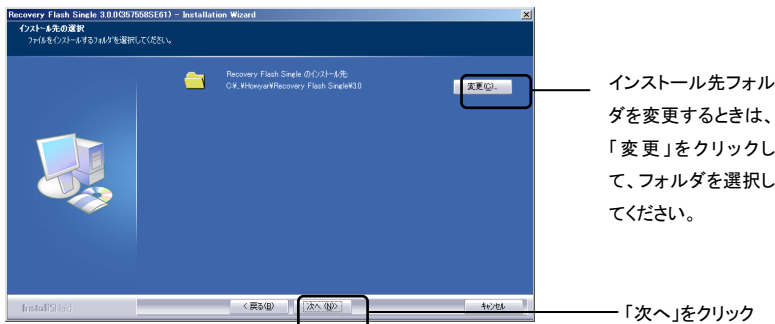 Recovery Flash Single 3.0.0(357558SE61) - Installation Wizard
インストール先の選択
ファイルをインストールするフォルダを選択してください。
Recovery Flash Single のインストール先:
C:¥...¥Howyar¥Recovery Flash Single¥3.0
変更(C)...
インストール先フォル
ダを変更するときは、
「変更」をクリックし
て、フォルダを選択し
てください。
InstallShield
< 戻る(B)
次へ (N)>
キャンセル
「次へ」をクリック